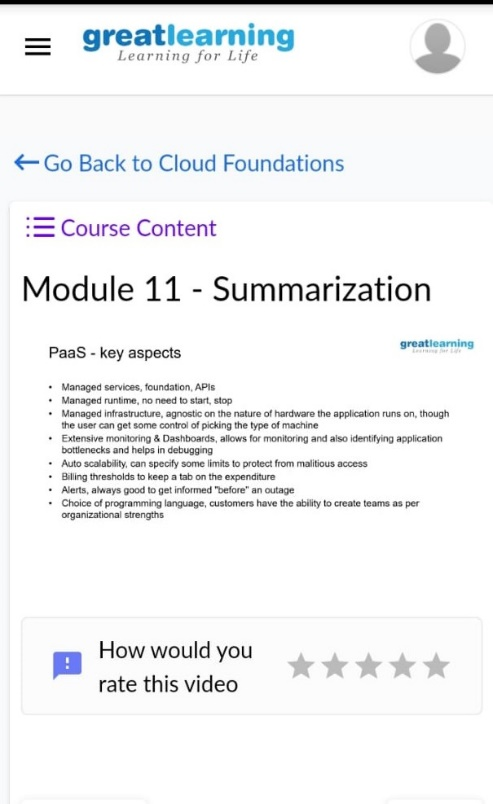 greatlearning
Learning for Life
Go Back to Cloud Foundations
Course Content
Module 11 - Summarization
greatlearning
Learning for Life
PaaS - key aspects
• Managed services, foundation, APIs
• Managed runtime, no need to start, stop
• Managed infrastructure, agnostic on the nature of hardware the application runs on, though
the user can get some control of picking the type of machine
• Extensive monitoring & Dashboards, allows for monitoring and also identifying application
bottlenecks and helps in debugging
• Auto scalability, can specify some limits to protect from malitious access
• Billing thresholds to keep a tab on the expenditure
• Alerts, always good to get informed "before" an outage
• Choice of programming language, customers have the ability to create teams as per
organizational strengths
How would you
rate this video